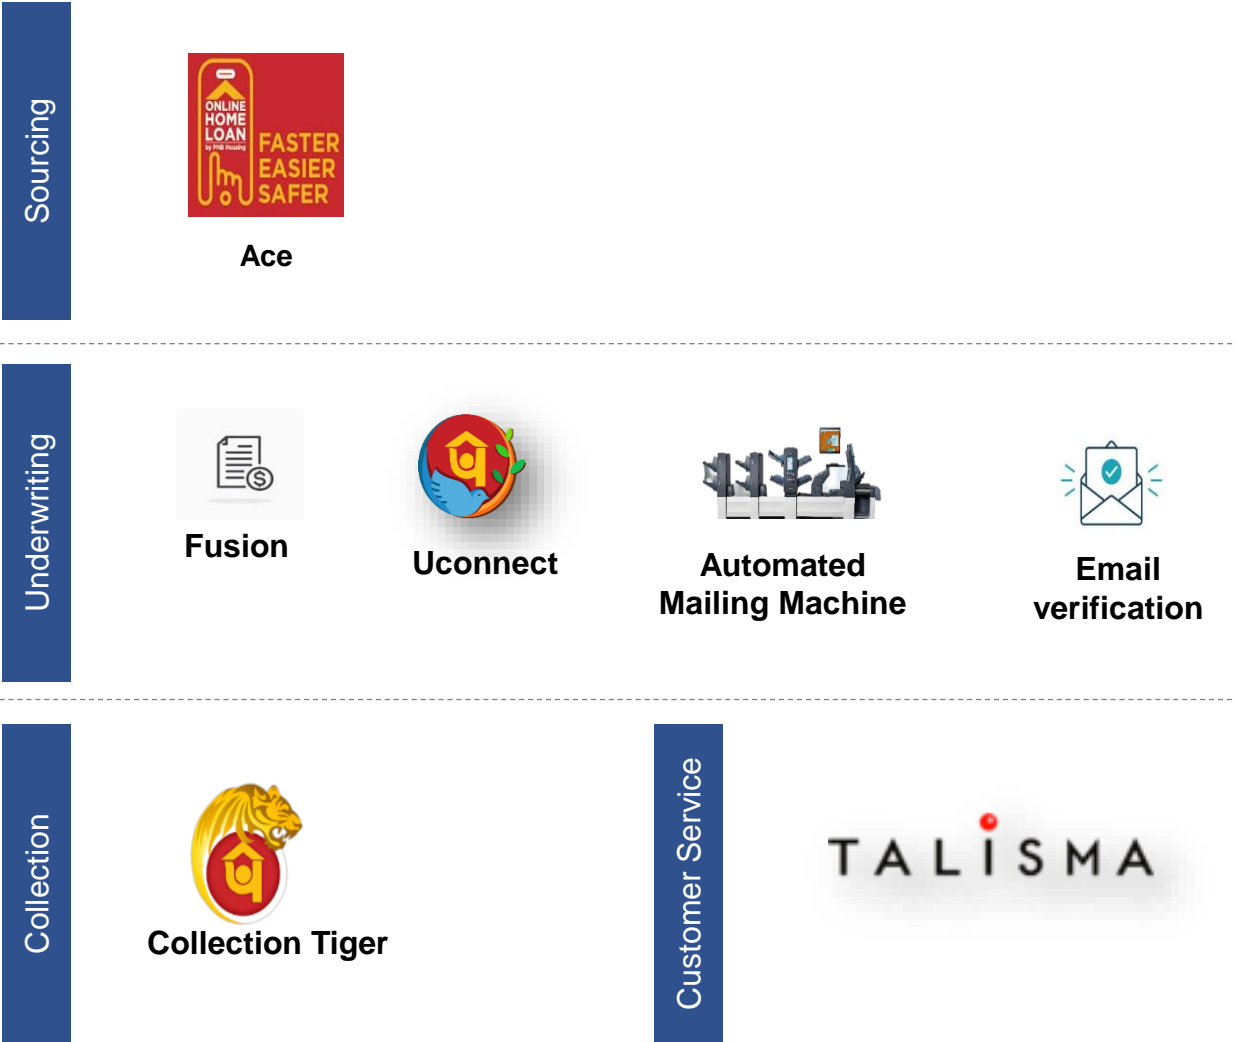 Sourcing
ONLINE
HOME
LOAN
by PNB Housing
FASTER
EASIER
SAFER
Ace
Underwriting
Fusion
Uconnect
Automated
Mailing Machine
Email
verification
Collection
Collection Tiger
Customer Service
TALiSMA